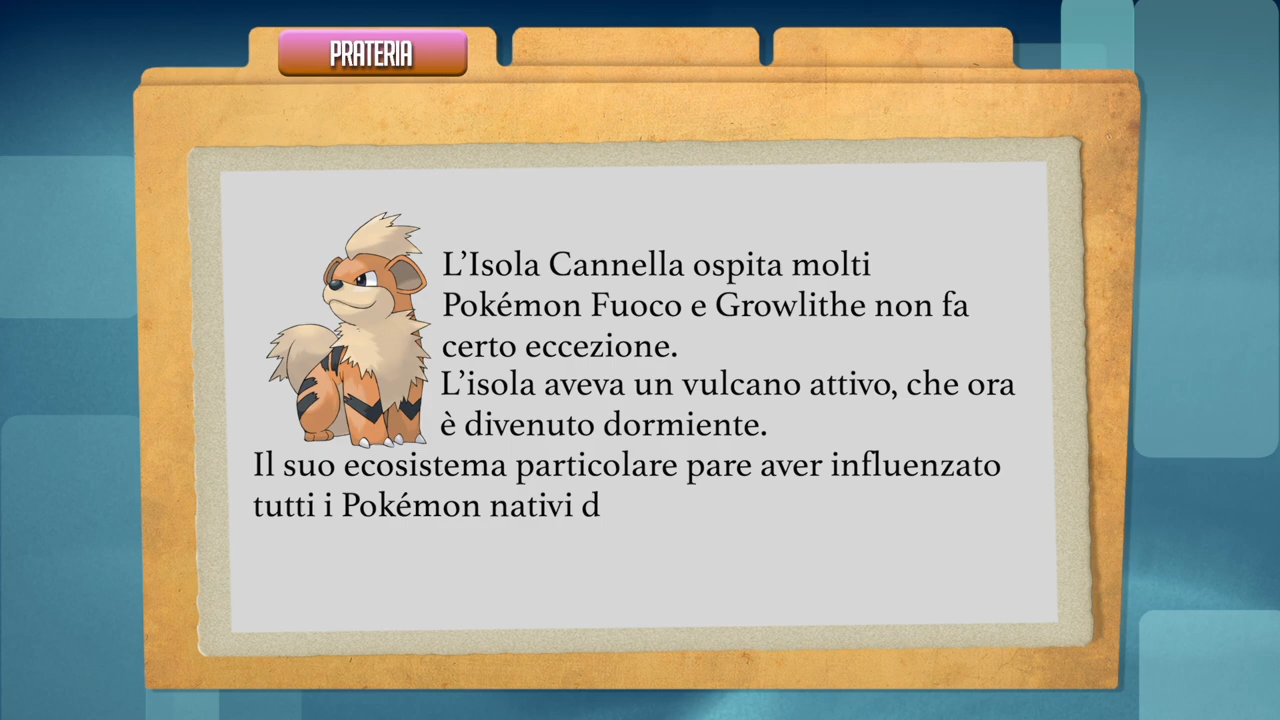 PRATERIA
L’Isola Cannella ospita molti
Pokémon Fuoco e Growlithe non fa
certo eccezione.
L’isola aveva un vulcano attivo, che ora
è divenuto dormiente.
Il suo ecosistema particolare pare aver influenzato
tutti i Pokémon nativi d